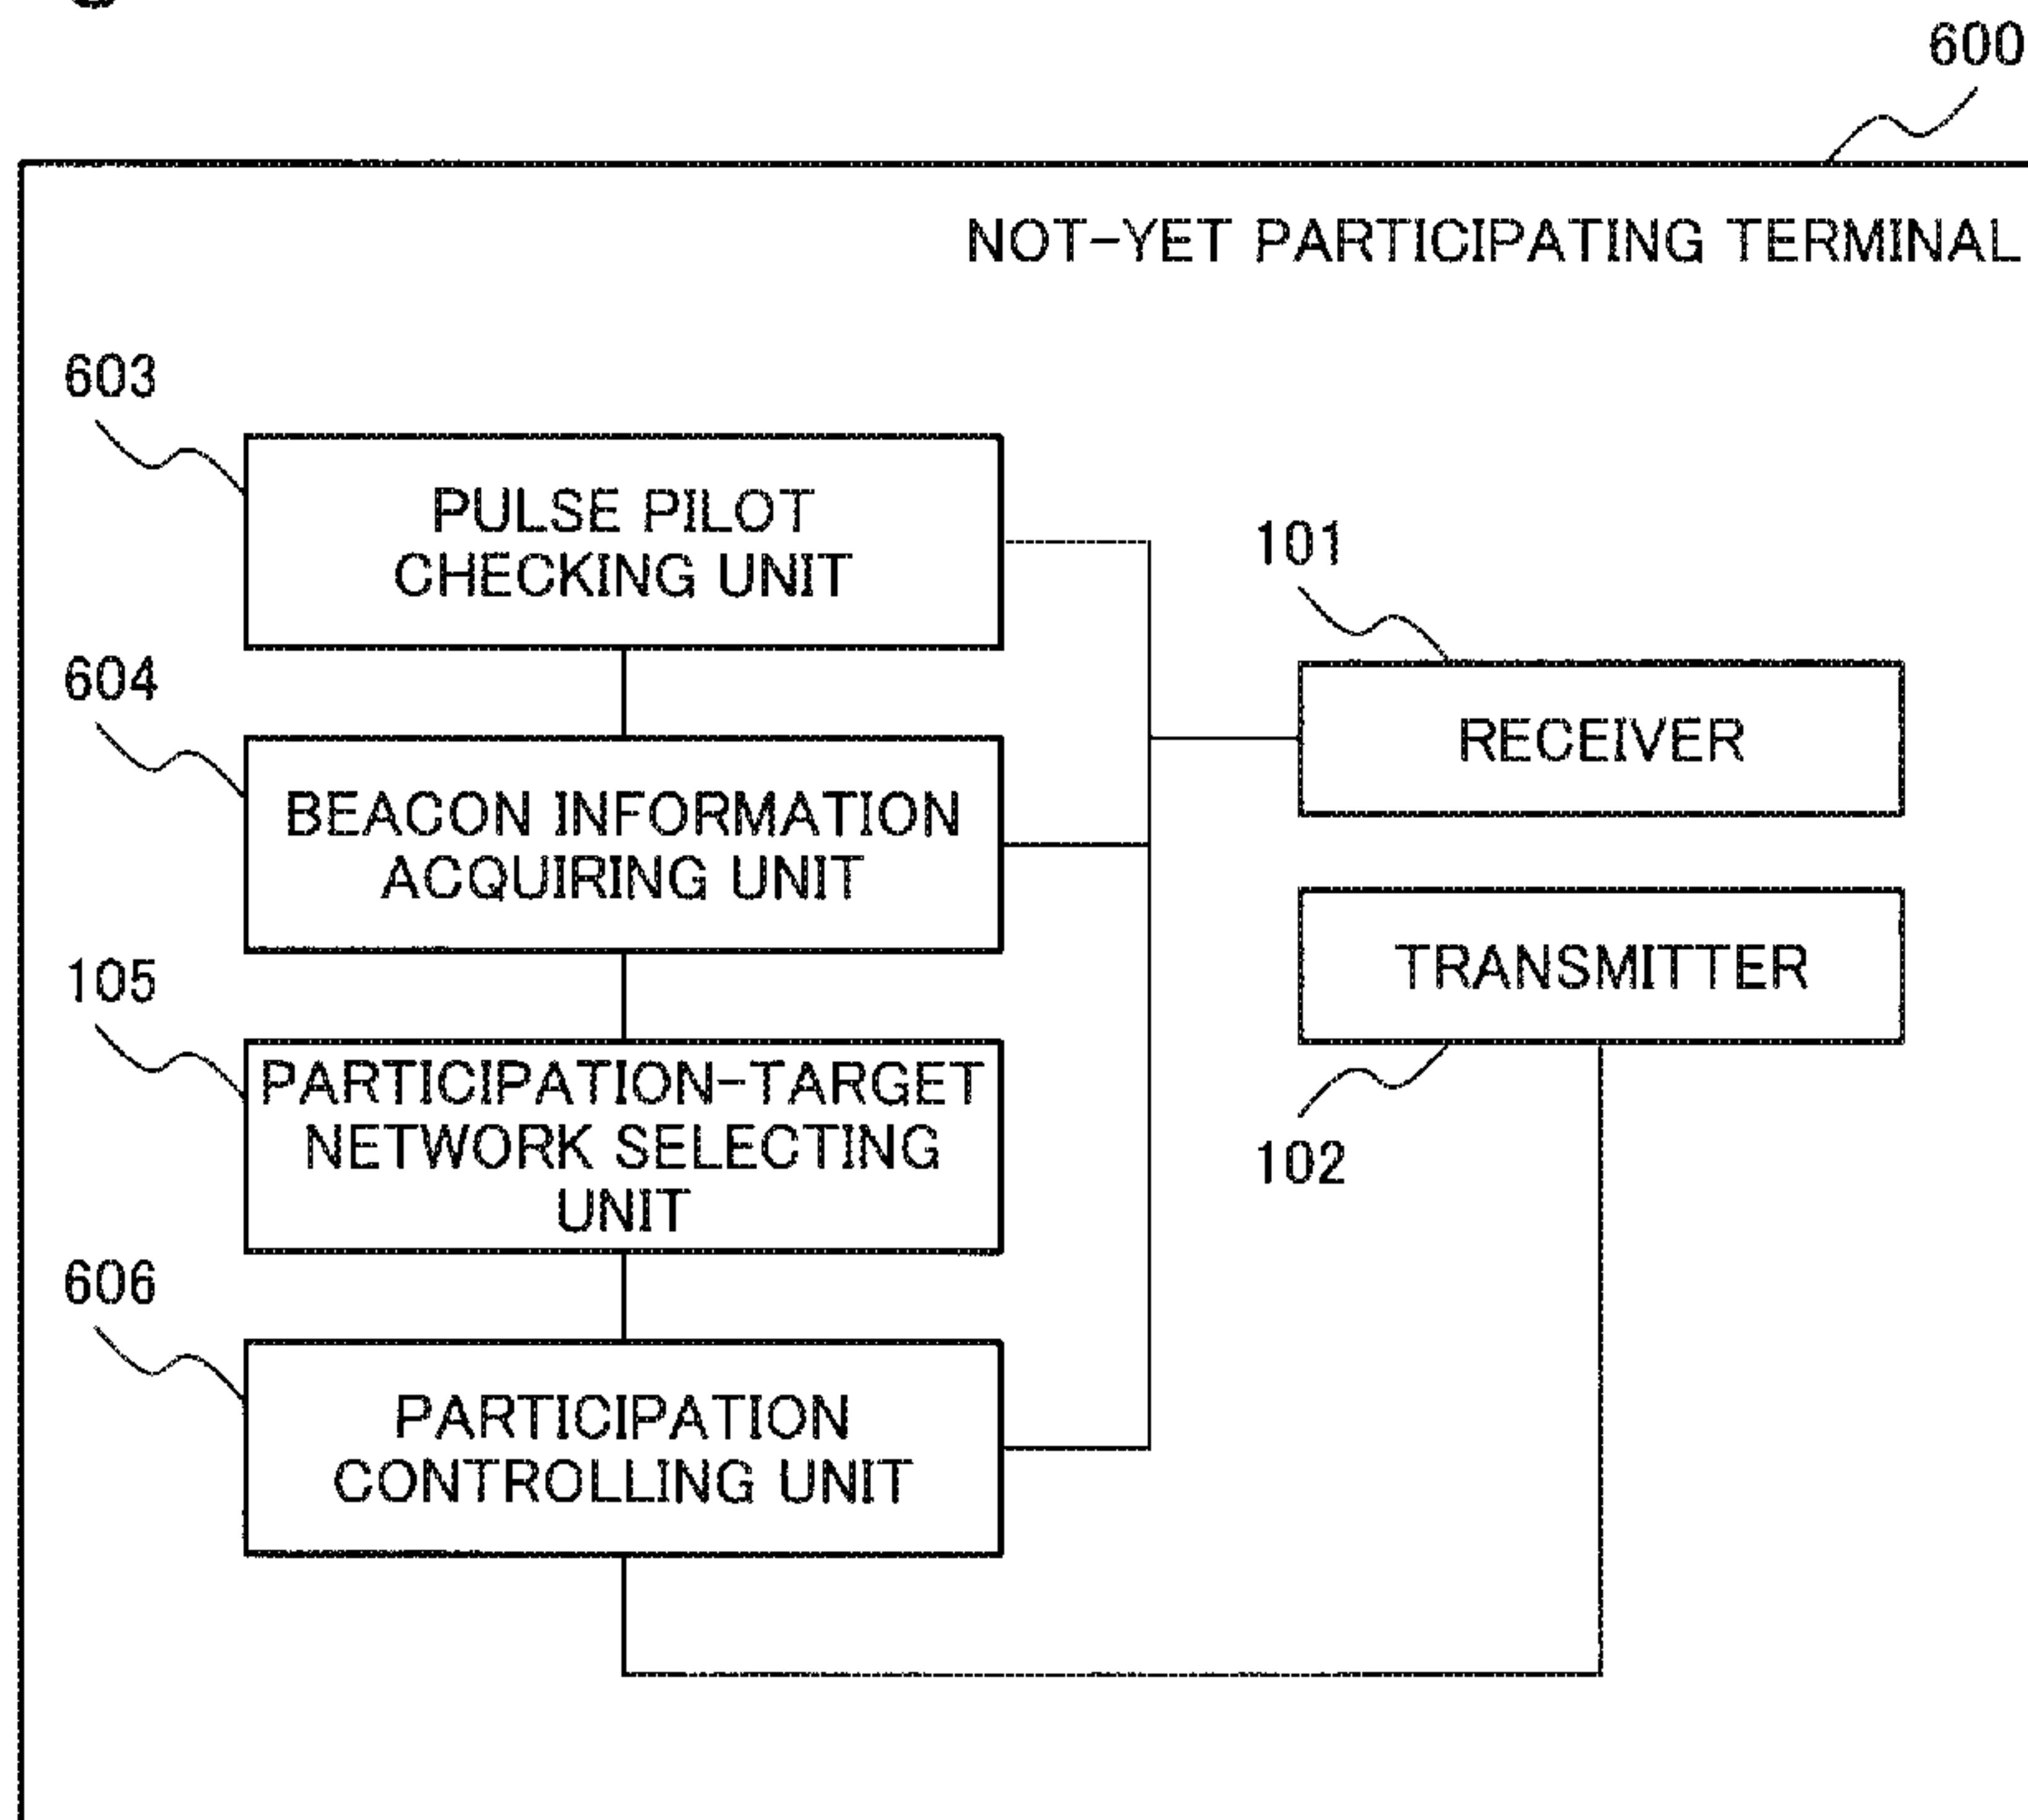 600
NOT-YET PARTICIPATING TERMINAL
603
PULSE PILOT
CHECKING UNIT
101
RECEIVER
604
BEACON INFORMATION
ACQUIRING UNIT
TRANSMITTER
102
105
PARTICIPATION-TARGET
NETWORK SELECTING
UNIT
606
PARTICIPATION
CONTROLLING UNIT